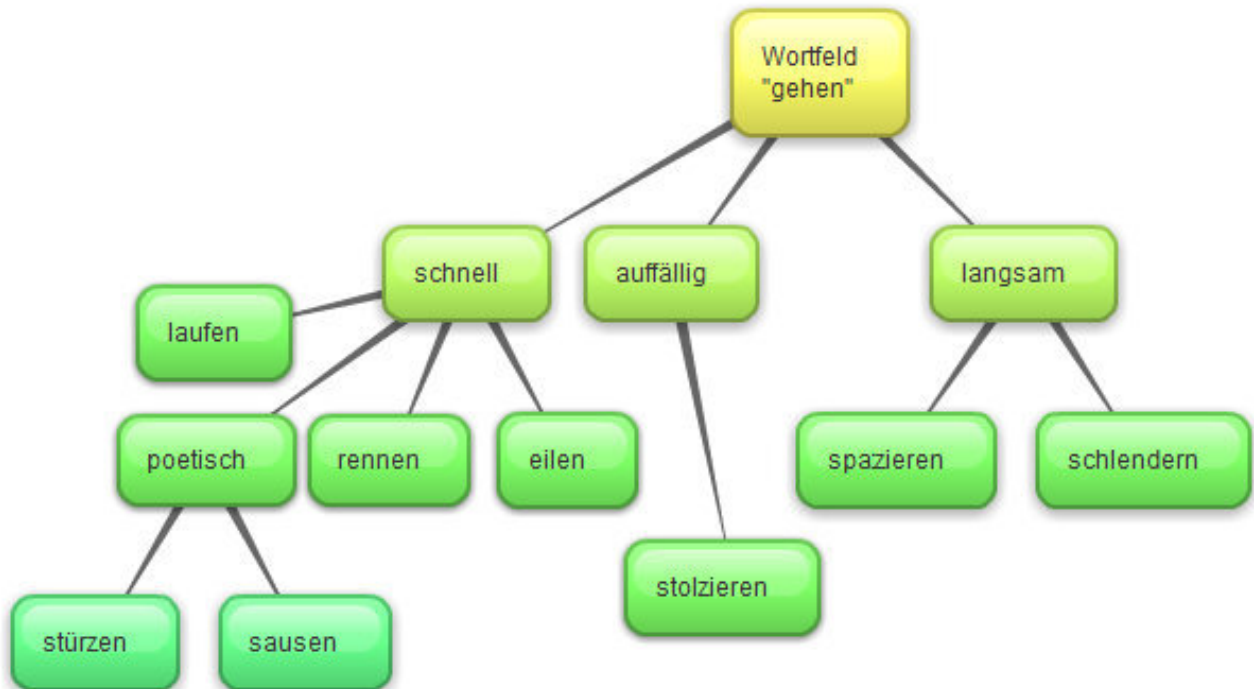 Wortfeld
"gehen"
schnell
auffällig
langsam
laufen
poetisch
rennen
eilen
spazieren
schlendern
stolzieren
stürzen
sausen